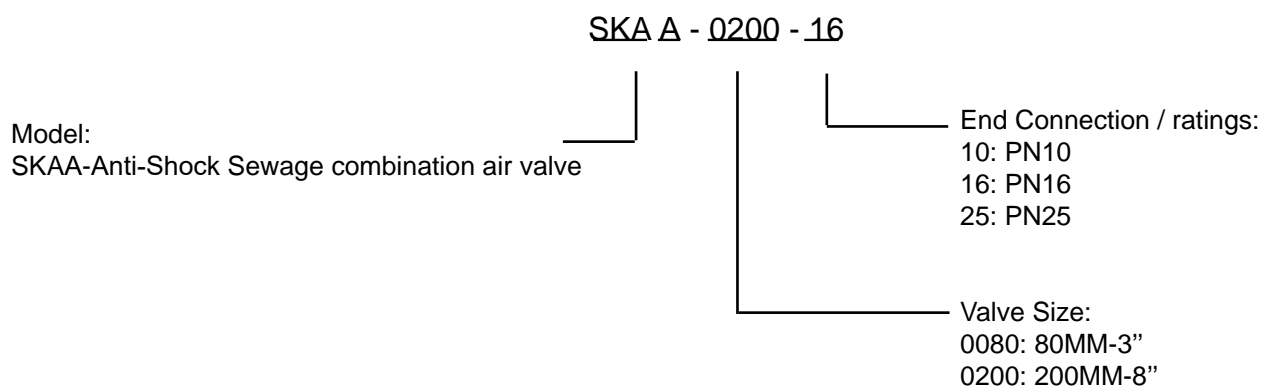 SKA A - 0200 - 16
Model:
SKAA-Anti-Shock Sewage combination air valve
End Connection / ratings:
10: PN10
16: PN16
25: PN25
Valve Size:
0080: 80MM-3’’
0200: 200MM-8’’